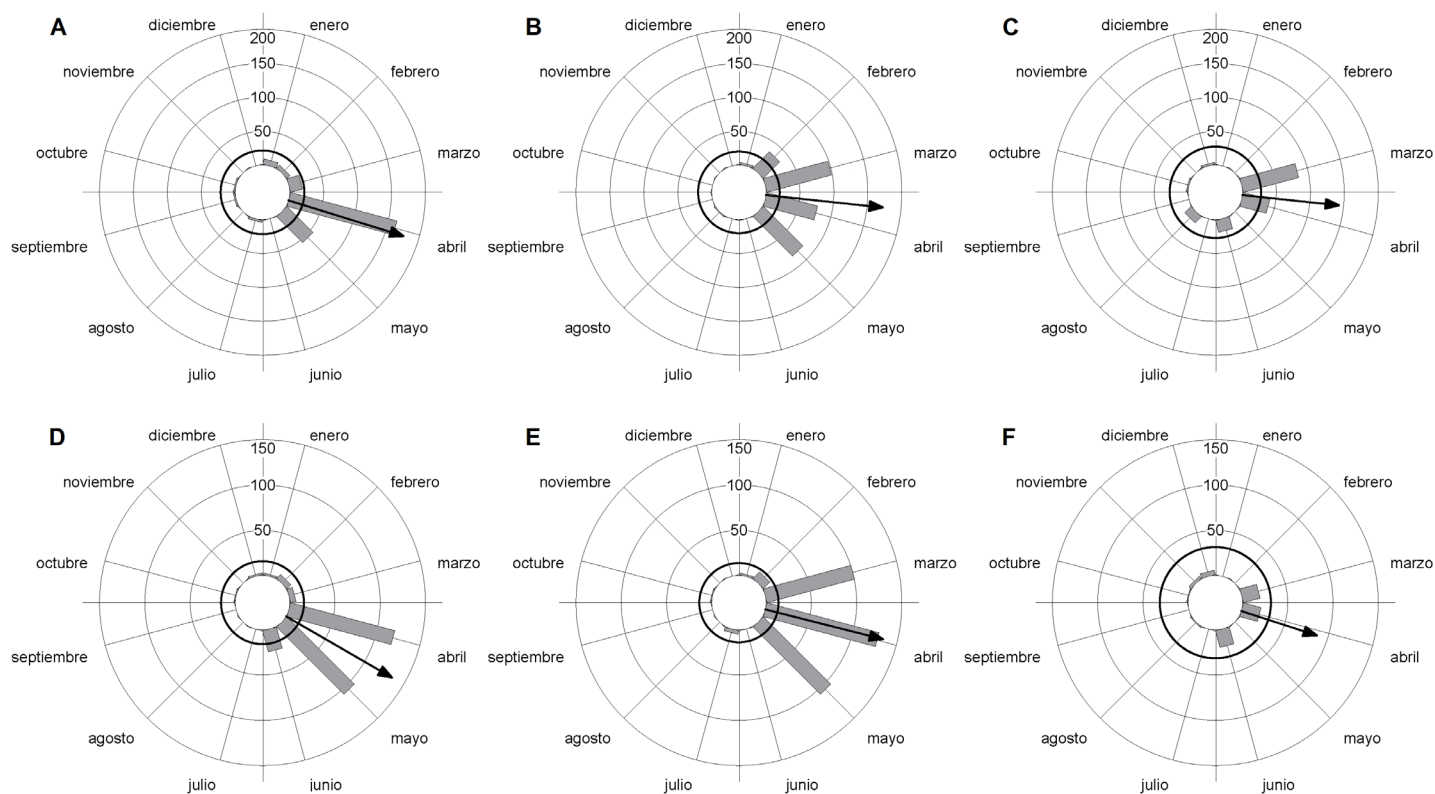 A
diciembre
enero
noviembre
febrero
octubre
marzo
septiembre
abril
agosto
mayo
julio
junio
200
150
100
50
B
diciembre
enero
noviembre
febrero
octubre
marzo
septiembre
abril
agosto
mayo
julio
junio
200
150
100
50
C
diciembre
enero
noviembre
febrero
octubre
marzo
septiembre
abril
agosto
mayo
julio
junio
200
150
100
50
D
diciembre
enero
noviembre
febrero
octubre
marzo
septiembre
abril
agosto
mayo
julio
junio
150
100
50
E
diciembre
enero
noviembre
febrero
octubre
marzo
septiembre
abril
agosto
mayo
julio
junio
150
100
50
F
diciembre
enero
noviembre
febrero
octubre
marzo
septiembre
abril
agosto
mayo
julio
junio
150
100
50